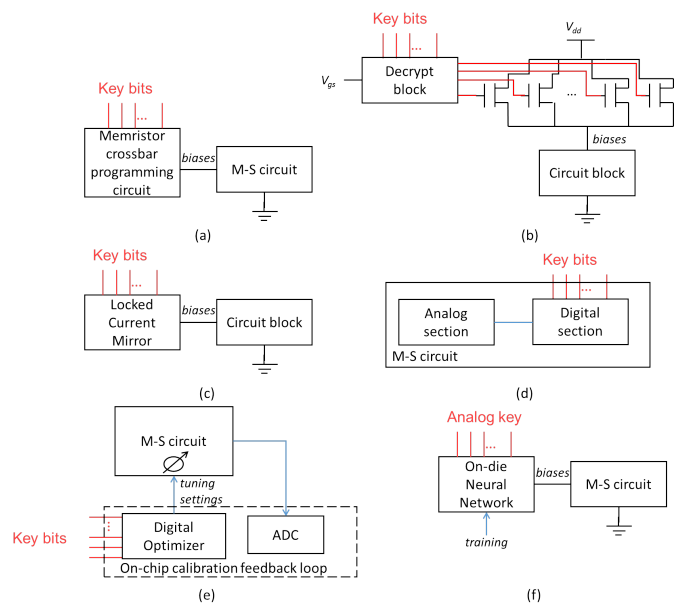 Key bits
...
Memristor
crossbar
programming
circuit
biases
M-S circuit
(a)
Key bits
...
Decrypt
block
Vgs
Vdd
...
biases
Circuit block
(b)
Key bits
...
Locked
Current
Mirror
biases
Circuit block
(c)
Key bits
...
Analog
section
Digital
section
M-S circuit
(d)
M-S circuit
tuning
settings
Key bits
...
Digital
Optimizer
ADC
On-chip calibration feedback loop
(e)
Analog key
...
On-die
Neural
Network
biases
M-S circuit
training
(f)